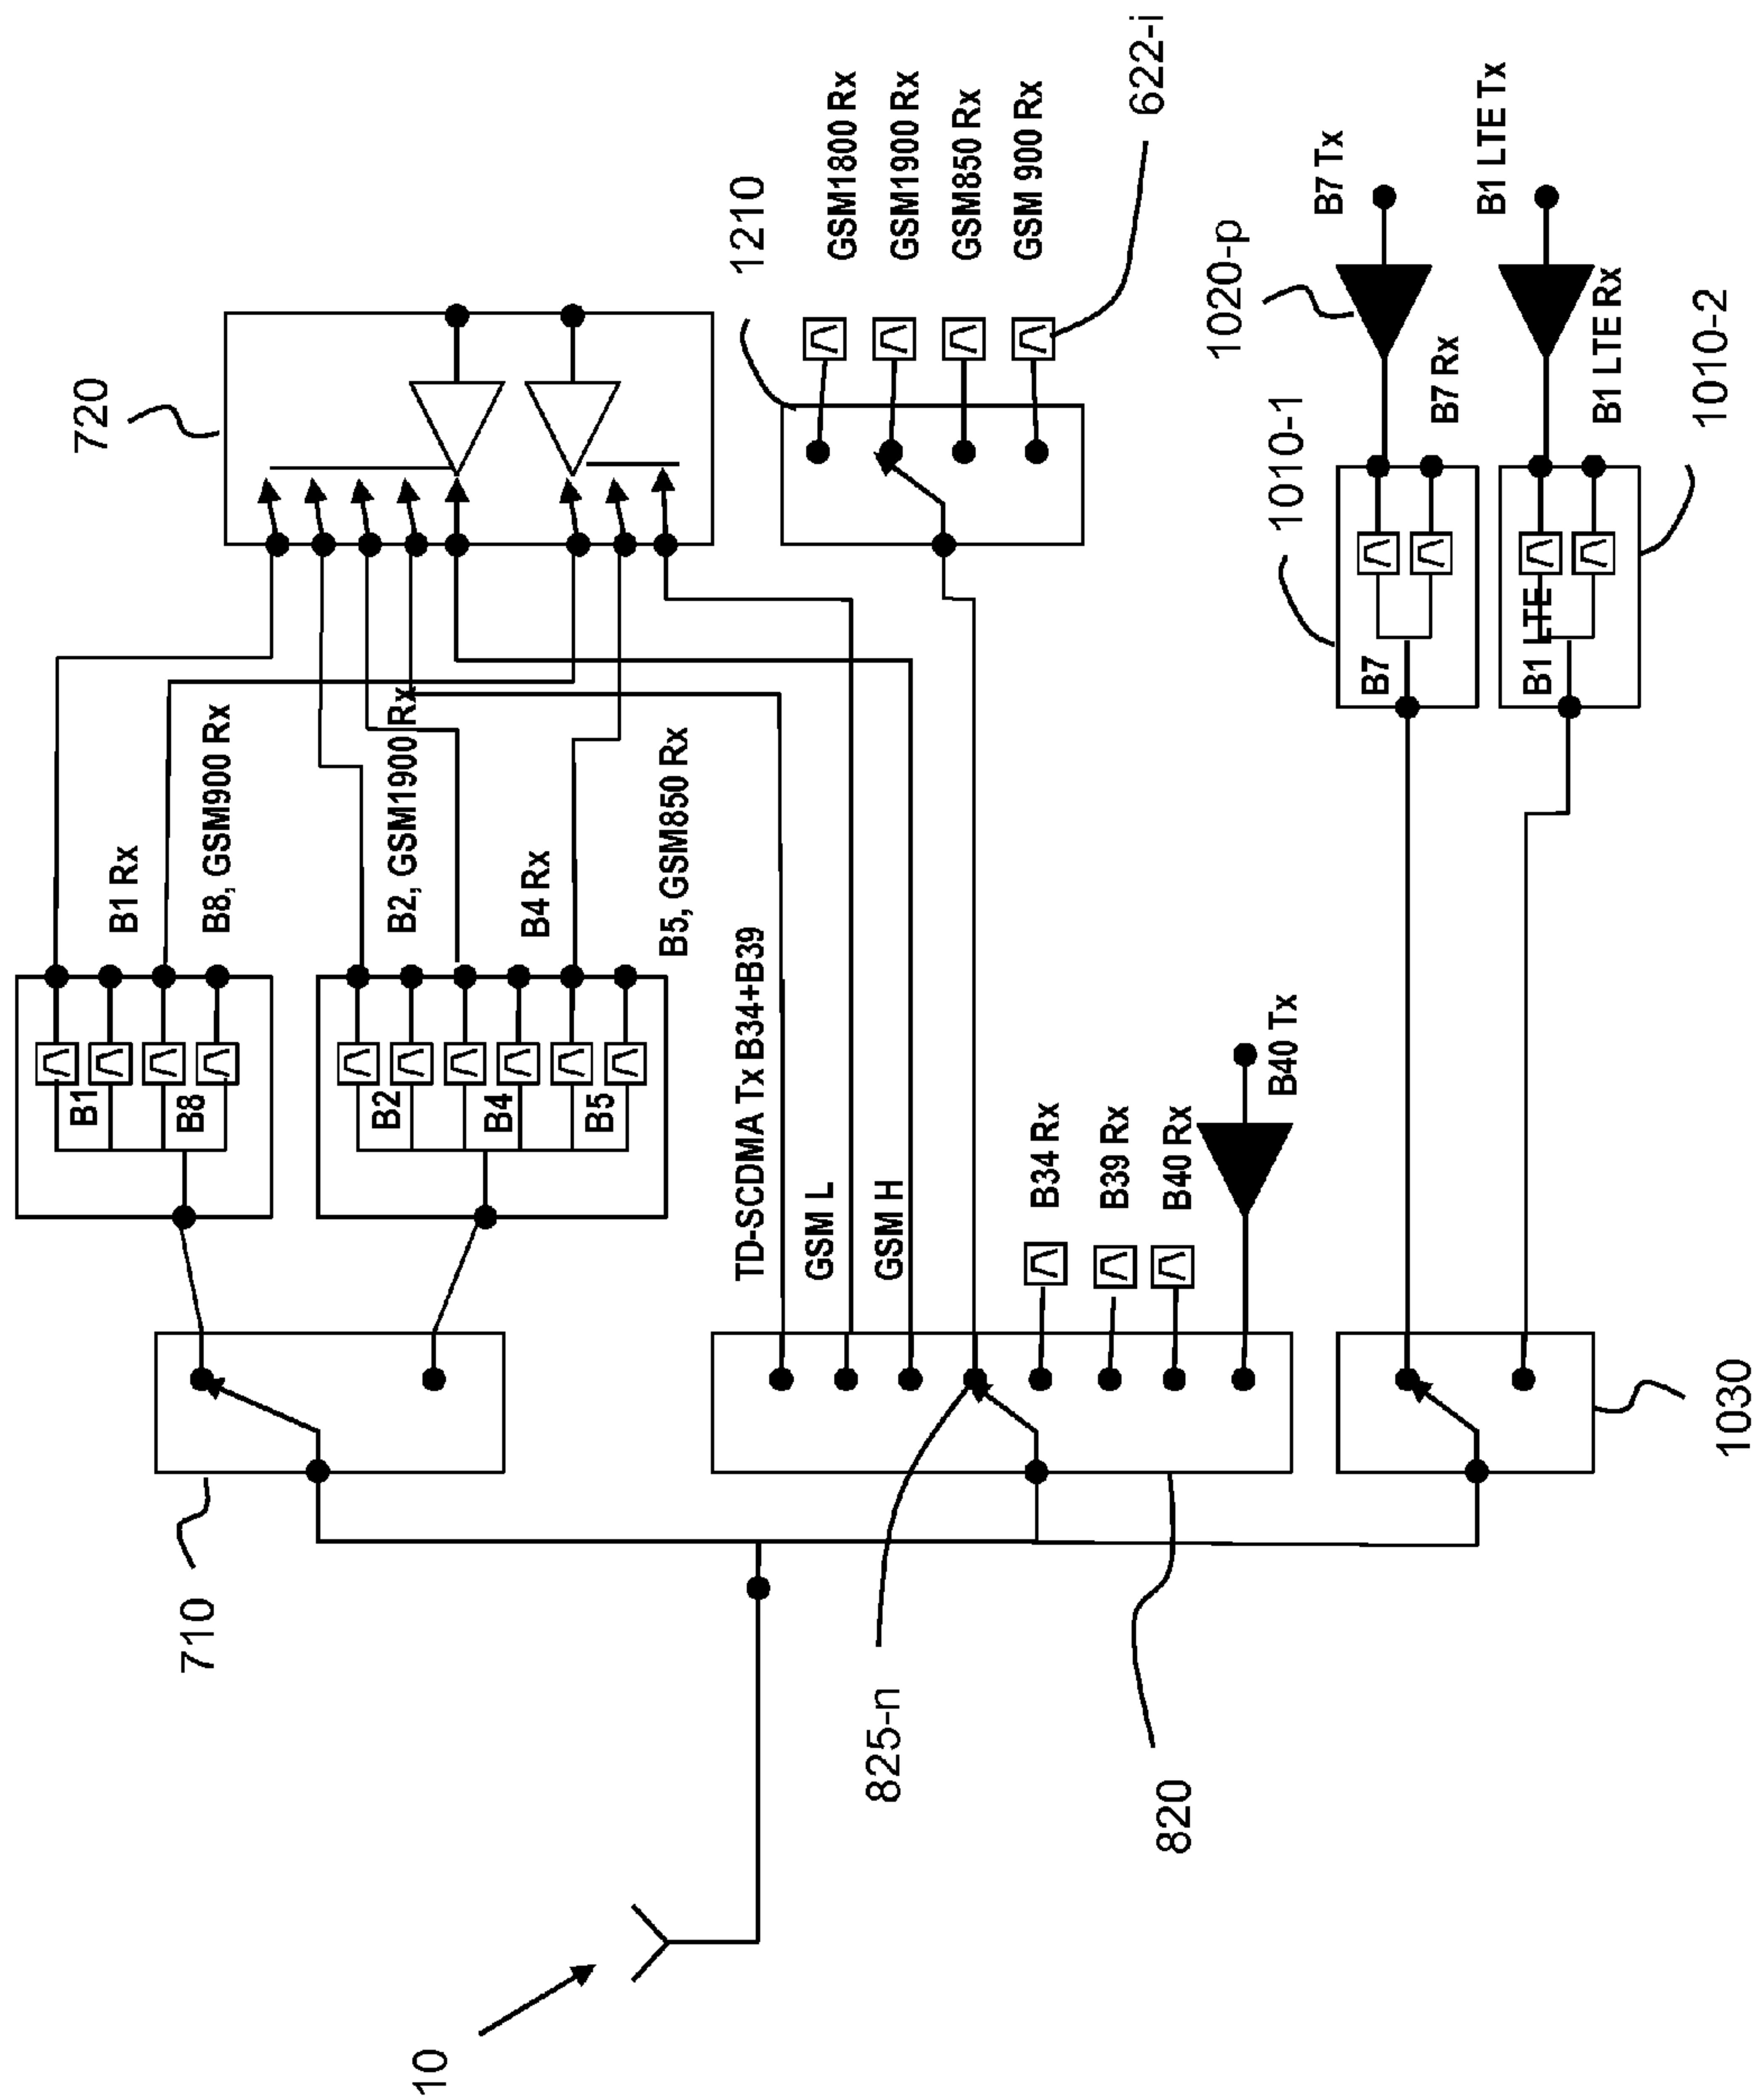 10
710
B1
B8
B1 Rx
B8, GSM900 Rx
720
B2
B4
B5
B2, GSM1900 Rx
B4 Rx
B5, GSM850 Rx
825-n
820
TD-SCDMA Tx B34+B39
GSM L
GSM H
B34 Rx
B39 Rx
B40 Rx
B40 Tx
1210
GSM1800 Rx
GSM1900 Rx
GSM850 Rx
GSM 900 Rx
622-i
1030
1010-1
B7
B7 Rx
1020-p
B7 Tx
B1 LTE
B1 LTE Rx
B1 LTE Tx
1010-2